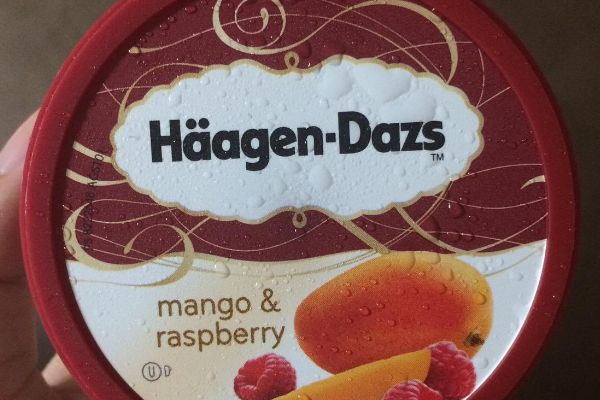 Häagen-Dazs
TM
mango &
raspberry
U D